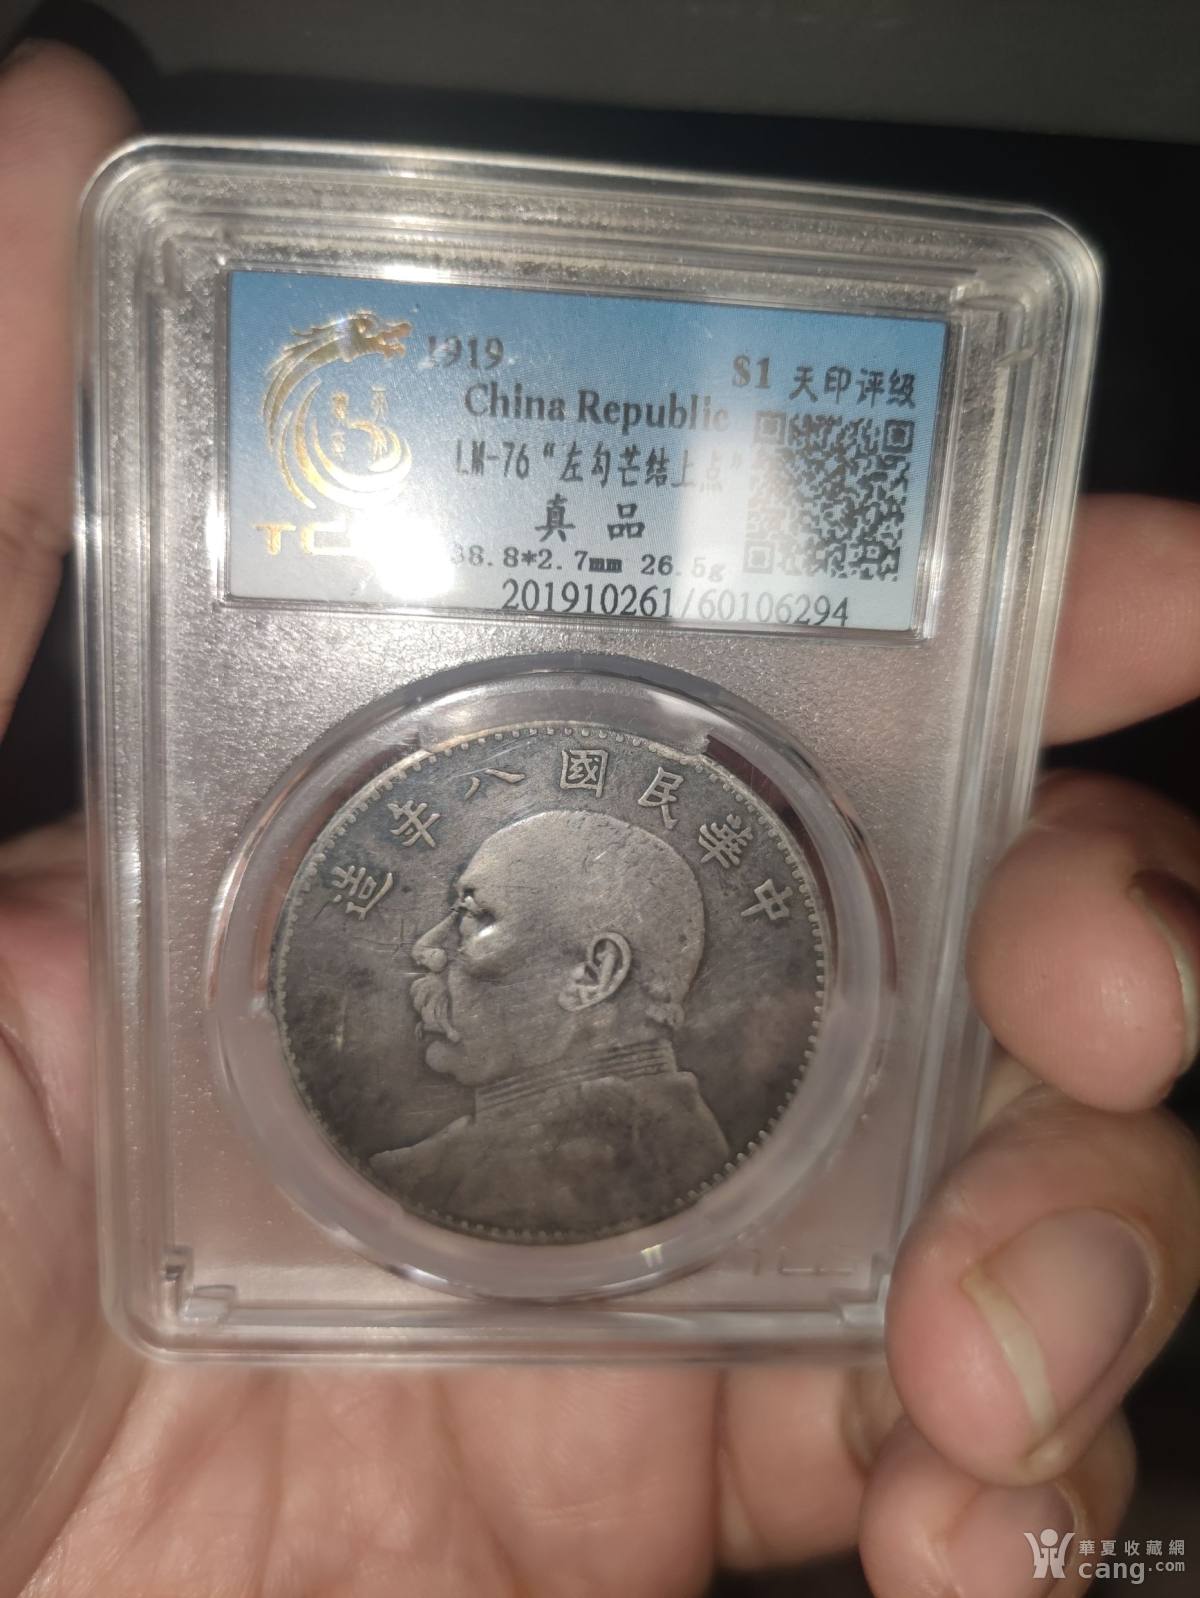 1919
China Republic
$1 天印评级
LM-76 "左勾芒结上点"
真品
38.8*2.7mm 26.5g
201910261/60106294
造年八國民華中
華夏收藏網
cang.com